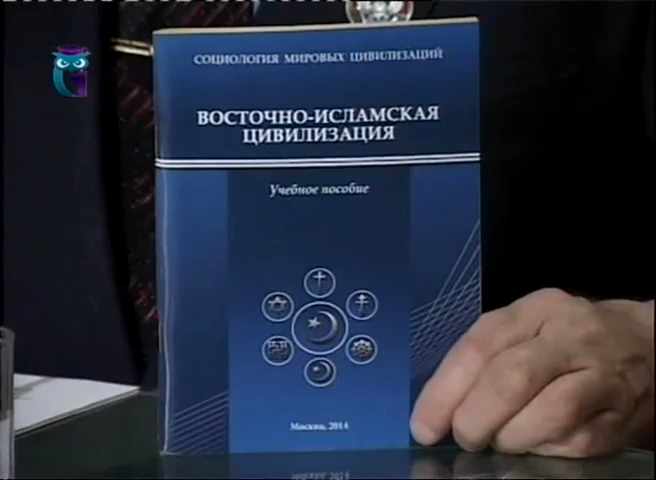 СОЦИОЛОГИЯ МИРОВЫХ ЦИВИЛИЗАЦИЙ
ВОСТОЧНО-ИСЛАМСКАЯ
ЦИВИЛИЗАЦИЯ
Учебное пособие
Москва, 2014